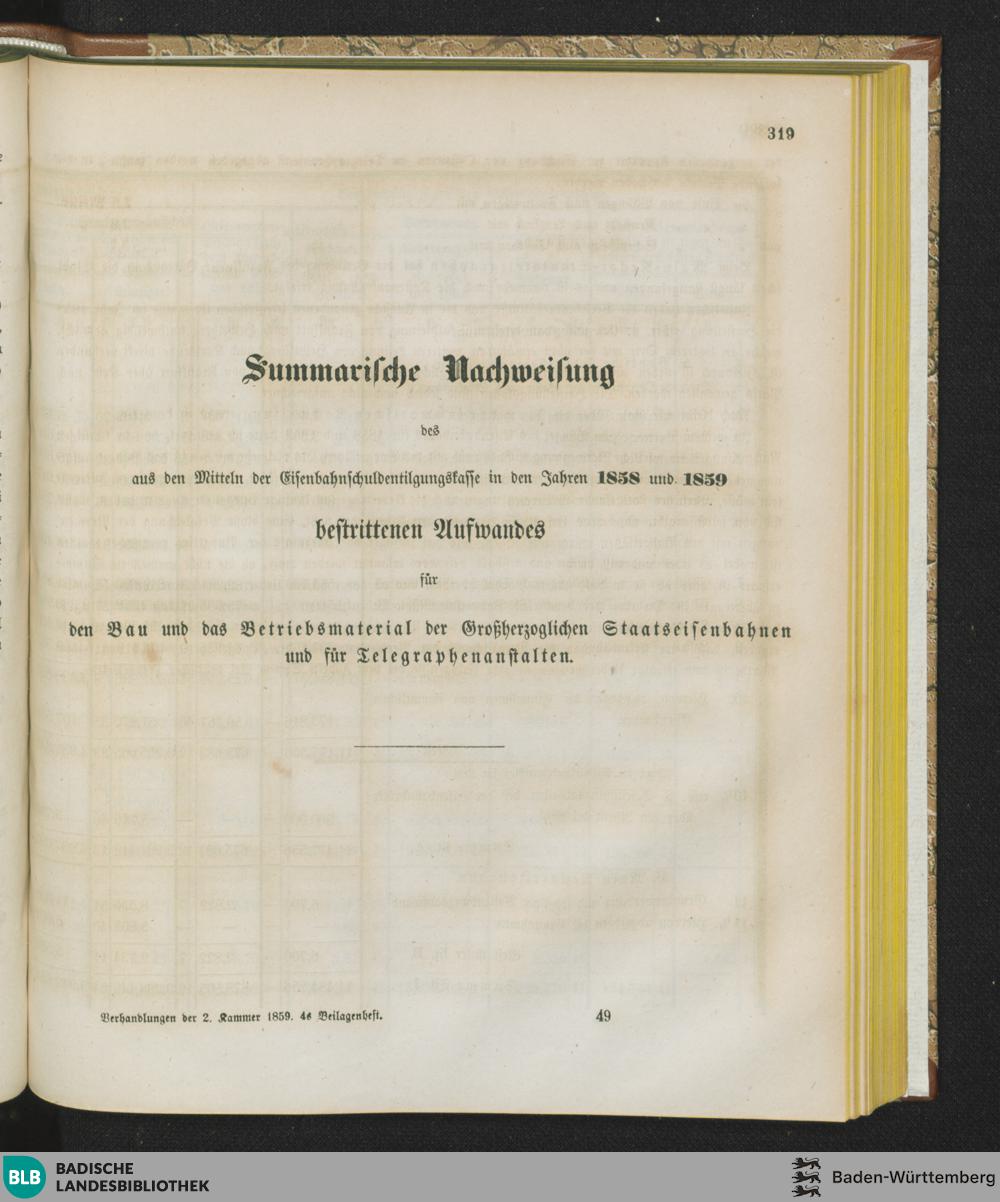 319
Summarische Nachweisung
des
aus den Mitteln der Eisenbahnschuldentilgungskasse in den Jahren 1858 und 1859
bestrittenen Aufwandes
für
den Bau und das Betriebsmaterial der Großherzoglichen Staatseisenbahnen
und für Telegraphenanstalten.
Verhandlungen der 2. Kammer 1859. 4s Beilagenheft. 49
BLB BADISCHE
LANDESBIBLIOTHEK
Baden-Württemberg